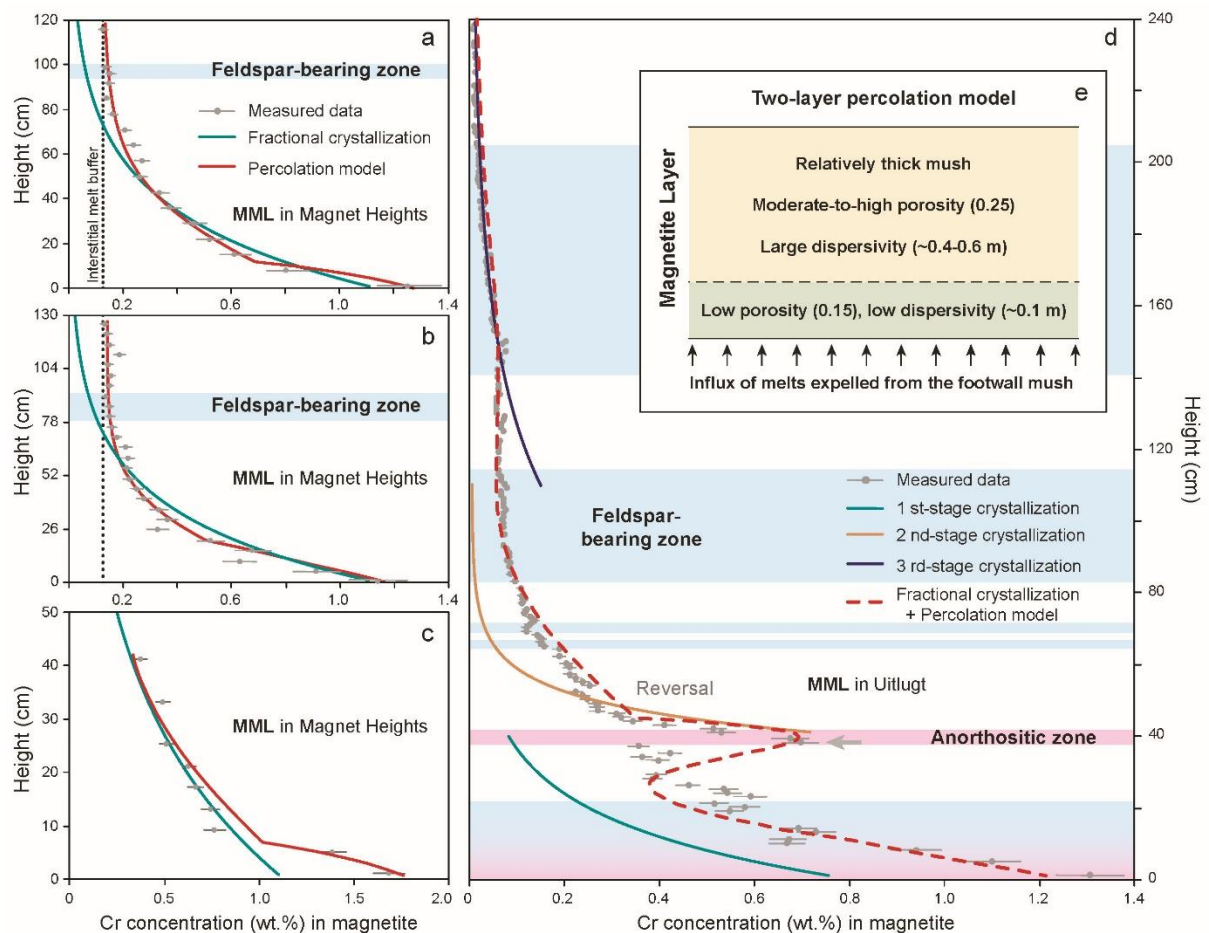 a
120
100
80
60
40
20
0
Height (cm)
Interstitial melt buffer
Feldspar-bearing zone
Measured data
Fractional crystallization
Percolation model
MML in Magnet Heights
0.2
0.6
1.0
1.4
b
130
104
78
52
26
0
Height (cm)
Feldspar-bearing zone
MML in Magnet Heights
0.2
0.6
1.0
1.4
c
50
40
30
20
10
0
Height (cm)
MML in Magnet Heights
0
0.5
1.0
1.5
2.0
Cr concentration (wt.%) in magnetite
d
240
200
160
120
80
40
0
Height (cm)
e
Two-layer percolation model
Magnetite Layer
Relatively thick mush
Moderate-to-high porosity (0.25)
Large dispersivity (~0.4-0.6 m)
Low porosity (0.15), low dispersivity (~0.1 m)
Influx of melts expelled from the footwall mush
Feldspar-
bearing zone
Measured data
1 st-stage crystallization
2 nd-stage crystallization
3 rd-stage crystallization
Fractional crystallization
+ Percolation model
Reversal
MML in Uitlugt
Anorthositic zone
0.0
0.2
0.4
0.6
0.8
1.0
1.2
1.4
Cr concentration (wt.%) in magnetite